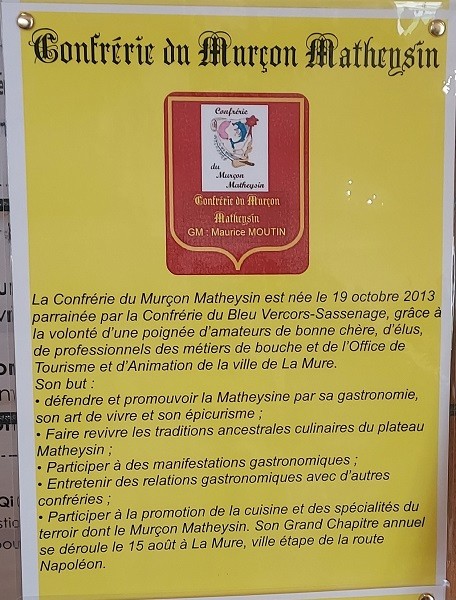 Confrérie du Murçon Matheysin
Confrérie
du
Murçon
Matheysin
Confrérie du Murçon
Matheysin
GM : Maurice MOUTIN
La Confrérie du Murçon Matheysin est née le 19 octobre 2013
parrainée par la Confrérie du Bleu Vercors-Sassenage, grâce à
la volonté d'une poignée d'amateurs de bonne chère, d'élus,
de professionnels des métiers de bouche et de l'Office de
Tourisme et d'Animation de la ville de La Mure.
Son but :
• défendre et promouvoir la Matheysine par sa gastronomie,
son art de vivre et son épicurisme ;
• Faire revivre les traditions ancestrales culinaires du plateau
Matheysin ;
• Participer à des manifestations gastronomiques ;
• Entretenir des relations gastronomiques avec d'autres
confréries ;
• Participer à la promotion de la cuisine et des spécialités du
terroir dont le Murçon Matheysin. Son Grand Chapitre annuel
se déroule le 15 août à La Mure, ville étape de la route
Napoléon.